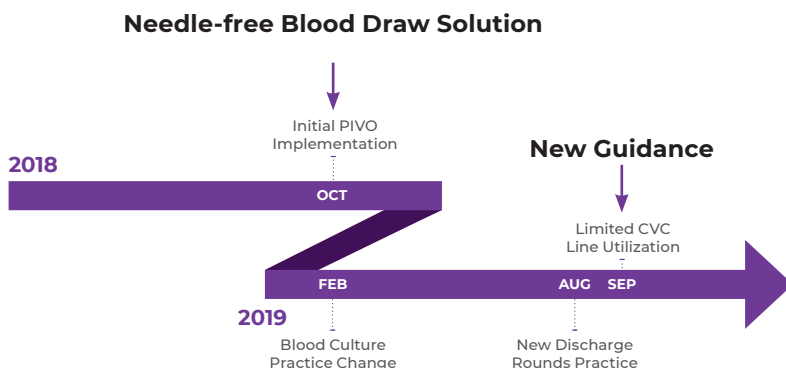 Needle-free Blood Draw Solution
Initial PIVO
Implementation
New Guidance
2018
OCT
Limited CVC
Line Utilization
FEB
AUG
SEP
2019
Blood Culture
Practice Change
New Discharge
Rounds Practice